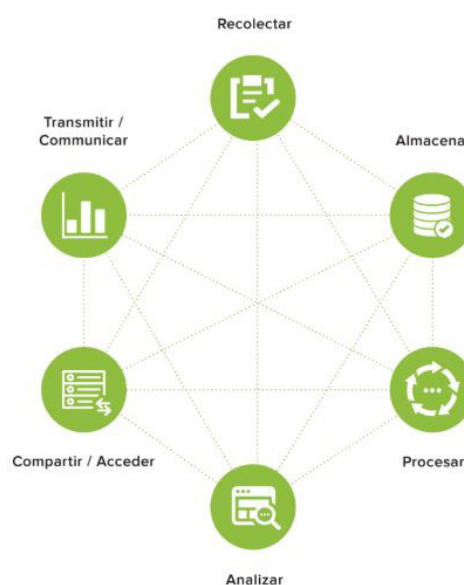 Recolectar
Transmitir /
Communicar
Almacena
Compartir / Acceder
Procesar
Analizar